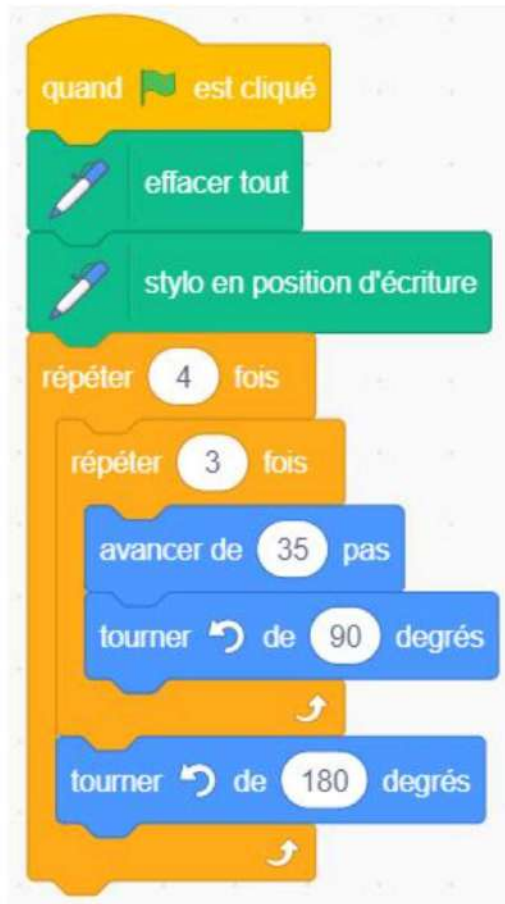 quand est cliqué
effacer tout
stylo en position d'écriture
répéter 4 fois
répéter 3 fois
avancer de 35 pas
tourner de 90 degrés
tourner de 180 degrés